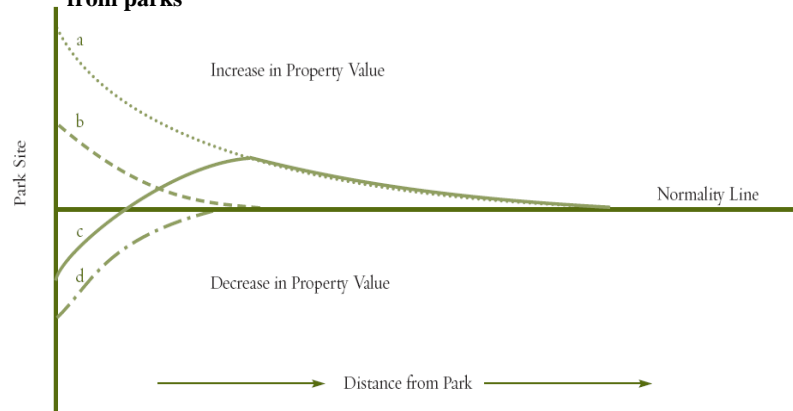 from parks
a
Increase in Property Value
b
Park Site
Normality Line
c
d
Decrease in Property Value
Distance from Park